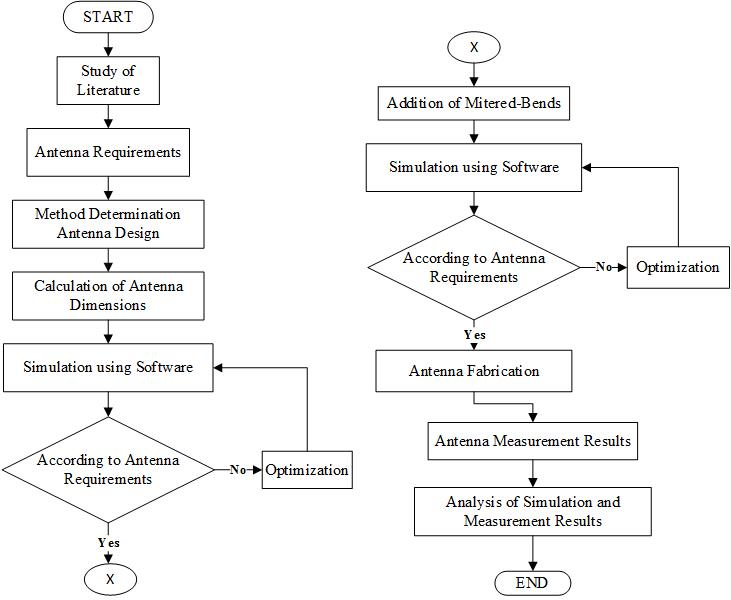 START
Study of
Literature
Antenna Requirements
Method Determination
Antenna Design
Calculation of Antenna
Dimensions
Simulation using Software
According to Antenna
Requirements
No
Optimization
Yes
X
X
Addition of Mitered-Bends
Simulation using Software
According to Antenna
Requirements
No
Optimization
Yes
Antenna Fabrication
Antenna Measurement Results
Analysis of Simulation and
Measurement Results
END